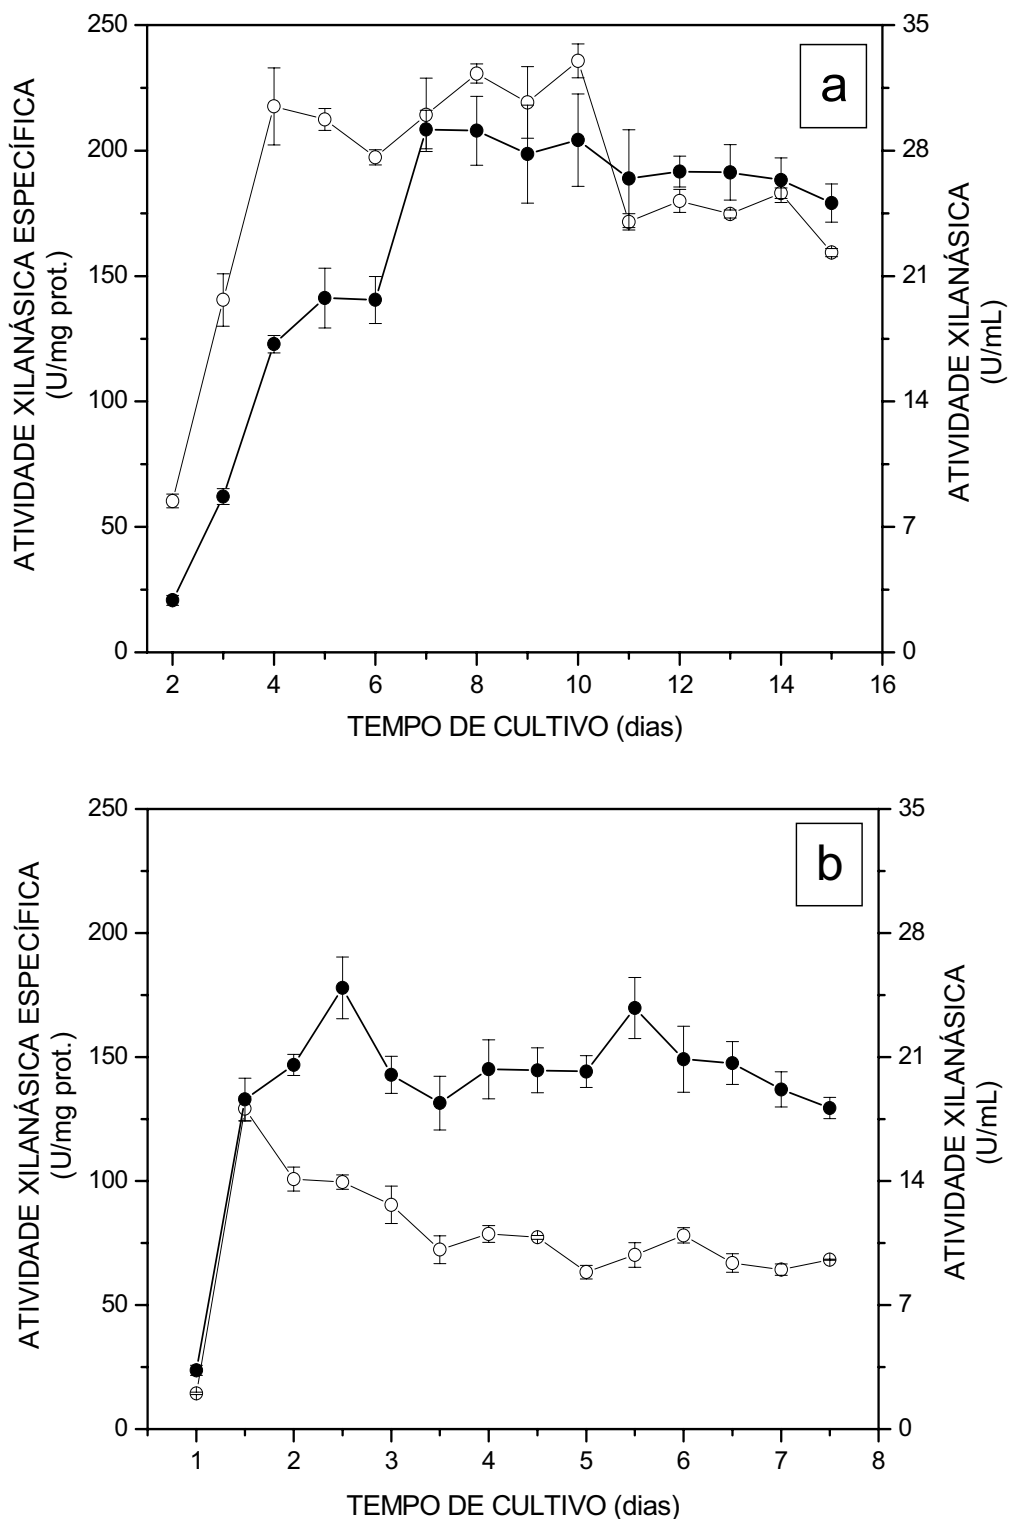 a
ATIVIDADE XILANÁSICA ESPECÍFICA
(U/mg prot.)
250
200
150
100
50
0
35
28
21
14
7
0
ATIVIDADE XILANÁSICA
(U/mL)
2 4 6 8 10 12 14 16
TEMPO DE CULTIVO (dias)
b
ATIVIDADE XILANÁSICA ESPECÍFICA
(U/mg prot.)
250
200
150
100
50
0
35
28
21
14
7
0
ATIVIDADE XILANÁSICA
(U/mL)
1 2 3 4 5 6 7 8
TEMPO DE CULTIVO (dias)